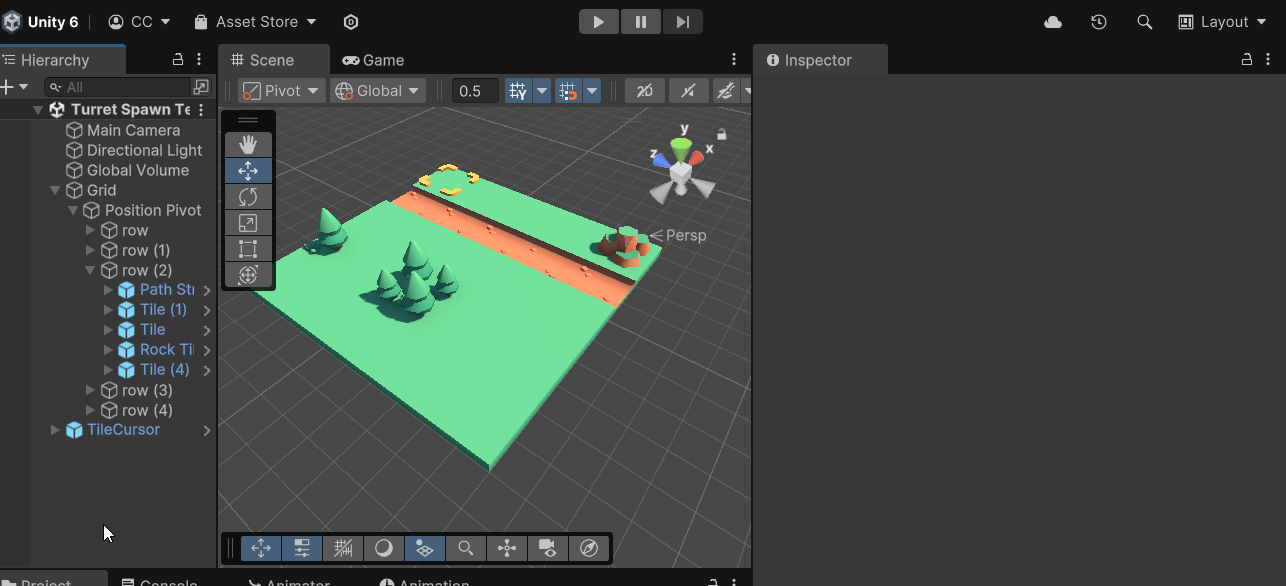 Unity 6 CC Asset Store Layout
Hierarchy Scene Game Inspector
All Pivot Global 0.5 2D
Turret Spawn Te
Main Camera
Directional Light
Global Volume
Grid
Position Pivot
row
row (1)
row (2)
Path Str
Tile (1)
Tile
Rock Til
Tile (4)
row (3)
row (4)
TileCursor
y
x
z
Persp
Project Console Animator Animation